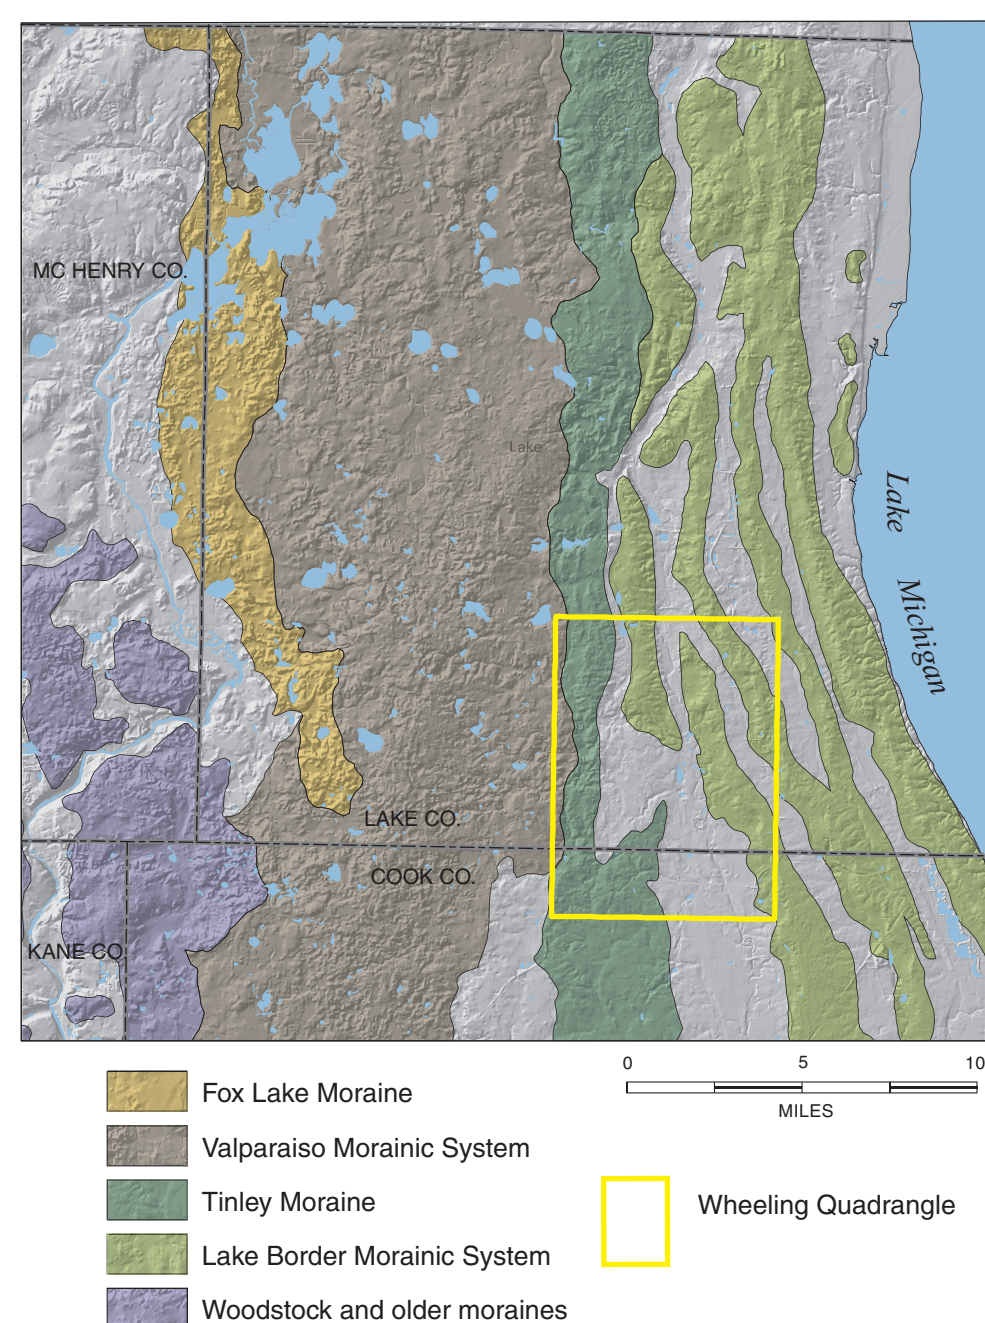 MC HENRY CO.
Lake
Lake
Michigan
LAKE CO.
COOK CO.
KANE CO.
0 5 10
MILES
Fox Lake Moraine
Valparaiso Morainic System
Tinley Moraine
Wheeling Quadrangle
Lake Border Morainic System
Woodstock and older moraines